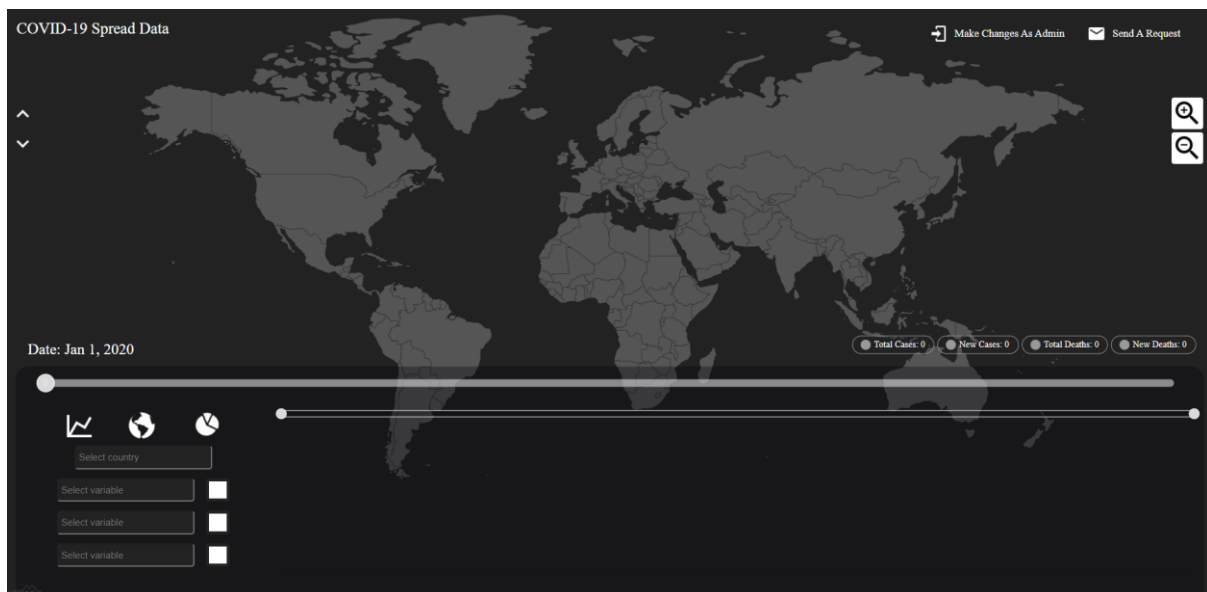 COVID-19 Spread Data
Make Changes As Admin
Send A Request
Date: Jan 1, 2020
Total Cases: 0
New Cases: 0
Total Deaths: 0
New Deaths: 0
Select country
Select variable
Select variable
Select variable